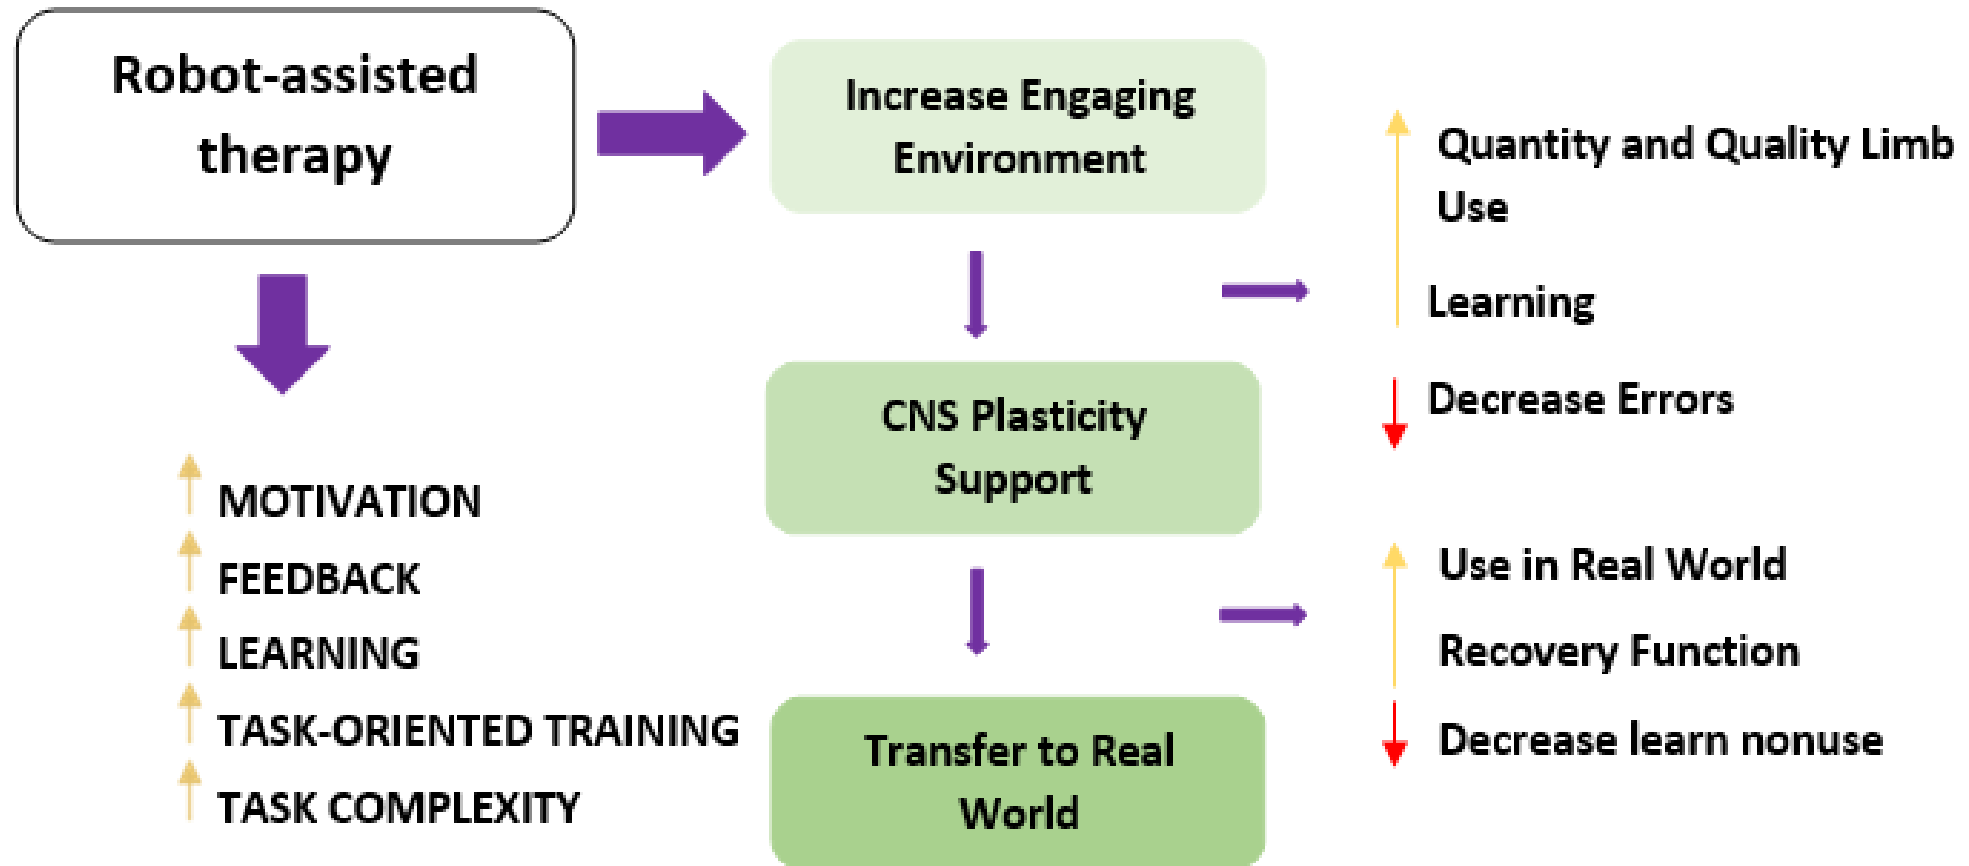 Robot-assisted
therapy
Increase Engaging
Environment
Quantity and Quality Limb
Use
Learning
Decrease Errors
CNS Plasticity
Support
MOTIVATION
FEEDBACK
LEARNING
TASK-ORIENTED TRAINING
TASK COMPLEXITY
Use in Real World
Recovery Function
Decrease learn nonuse
Transfer to Real
World